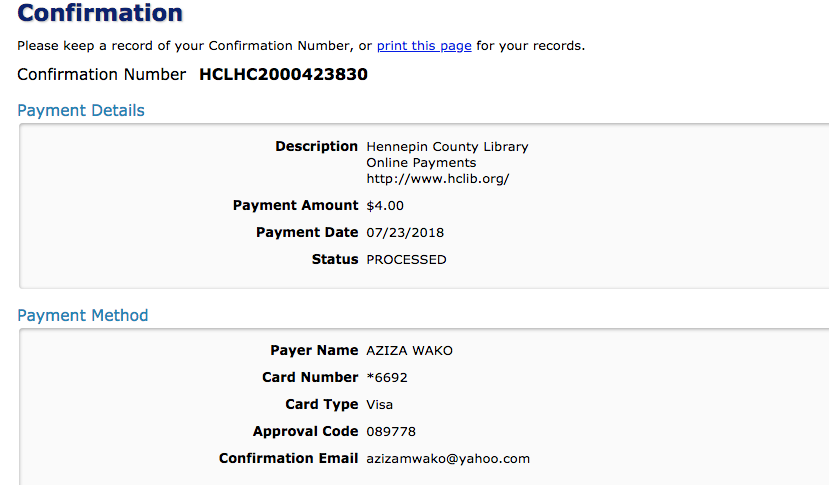 Confirmation
Please keep a record of your Confirmation Number, or print this page for your records.
Confirmation Number HCLHC2000423830
Payment Details
Description Hennepin County Library
Online Payments
http://www.hclib.org/
Payment Amount $4.00
Payment Date 07/23/2018
Status PROCESSED
Payment Method
Payer Name AZIZA WAKO
Card Number *6692
Card Type Visa
Approval Code 089778
Confirmation Email azizamwako@yahoo.com